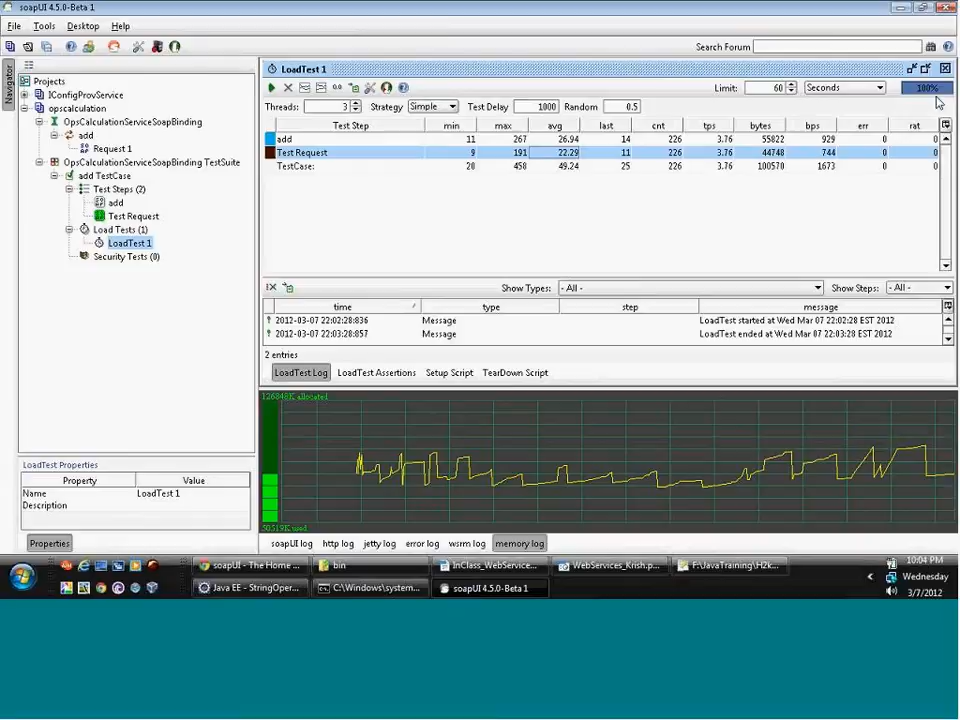 soapUI 4.5.0-Beta 1
File Tools Desktop Help
Search Forum
Navigator
Projects
IConfigProvService
opscalculation
OpsCalculationServiceSoapBinding
add
Request 1
OpsCalculationServiceSoapBinding TestSuite
add TestCase
Test Steps (2)
add
Test Request
Load Tests (1)
LoadTest 1
Security Tests (0)
LoadTest Properties
Property Value
Name LoadTest 1
Description
Properties
LoadTest 1
Limit: 60 Seconds 100%
Threads: 3 Strategy Simple Test Delay 1000 Random 0.5
Test Step min max avg last cnt tps bytes bps err rat
add 11 267 26.94 14 226 3.76 55822 929 0 0
Test Request 9 191 22.29 11 226 3.76 44748 744 0 0
TestCase: 20 458 49.24 25 226 3.76 100570 1673 0 0
Show Types: - All - Show Steps: - All -
time type step message
2012-03-07 22:02:28:836 Message LoadTest started at Wed Mar 07 22:02:28 EST 2012
2012-03-07 22:03:28:857 Message LoadTest ended at Wed Mar 07 22:03:28 EST 2012
2 entries
LoadTest Log LoadTest Assertions Setup Script TearDown Script
126848K allocated
50519K used
soapUI log http log jetty log error log wsrm log memory log
soapUI - The Home ... bin InClass_WebService... WebServices_Krish.p... F:\JavaTraining\H2k...
Java EE - StringOper... C:\Windows\system... soapUI 4.5.0-Beta 1
10:04 PM
Wednesday
3/7/2012